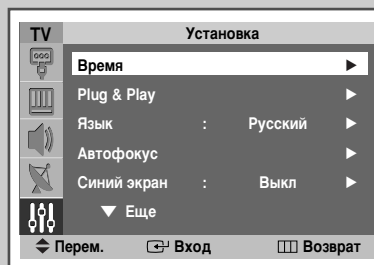 TV Установка
Время ▶
Plug & Play ▶
Язык : Русский ▶
Автофокус ▶
Синий экран : Выкл ▶
▼ Еще
Перем. Вход Возврат